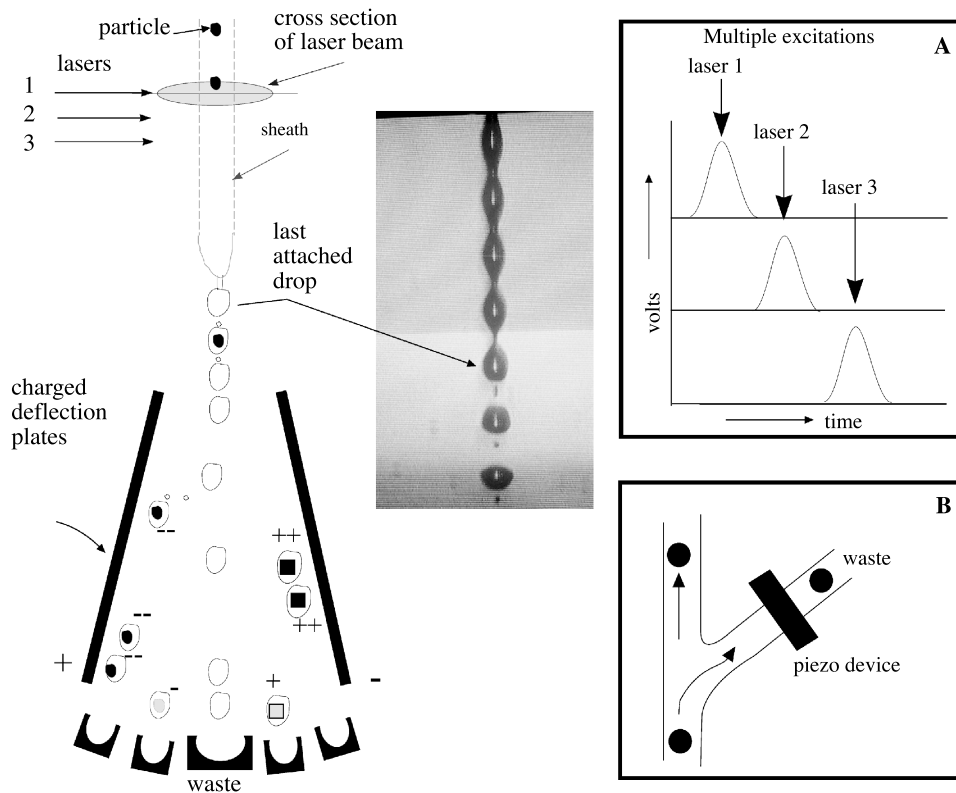 particle
cross section
of laser beam
lasers
1
2
3
sheath
last
attached
drop
charged
deflection
plates
--
++
--
++
--
+
-
-
+
waste
A
Multiple excitations
laser 1
laser 2
laser 3
volts
time
B
waste
piezo device